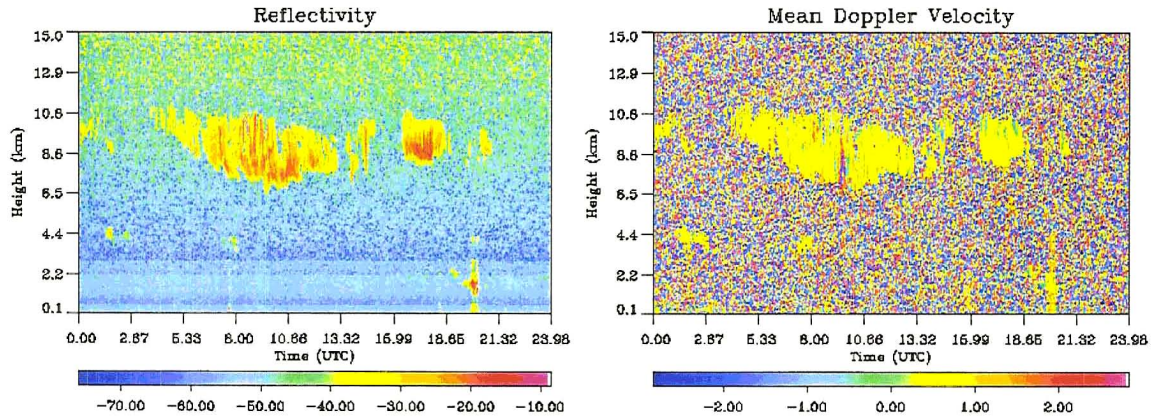 Reflectivity
15.0
12.9
10.8
8.6
6.5
4.4
2.2
0.1
Height (km)
0.00 2.67 5.33 8.00 10.66 13.32 15.99 18.65 21.32 23.98
Time (UTC)
-70.00 -60.00 -50.00 -40.00 -30.00 -20.00 -10.00
Mean Doppler Velocity
15.0
12.9
10.8
8.6
6.5
4.4
2.2
0.1
Height (km)
0.00 2.67 5.33 8.00 10.66 13.32 15.99 18.65 21.32 23.98
Time (UTC)
-2.00 -1.00 0.00 1.00 2.00